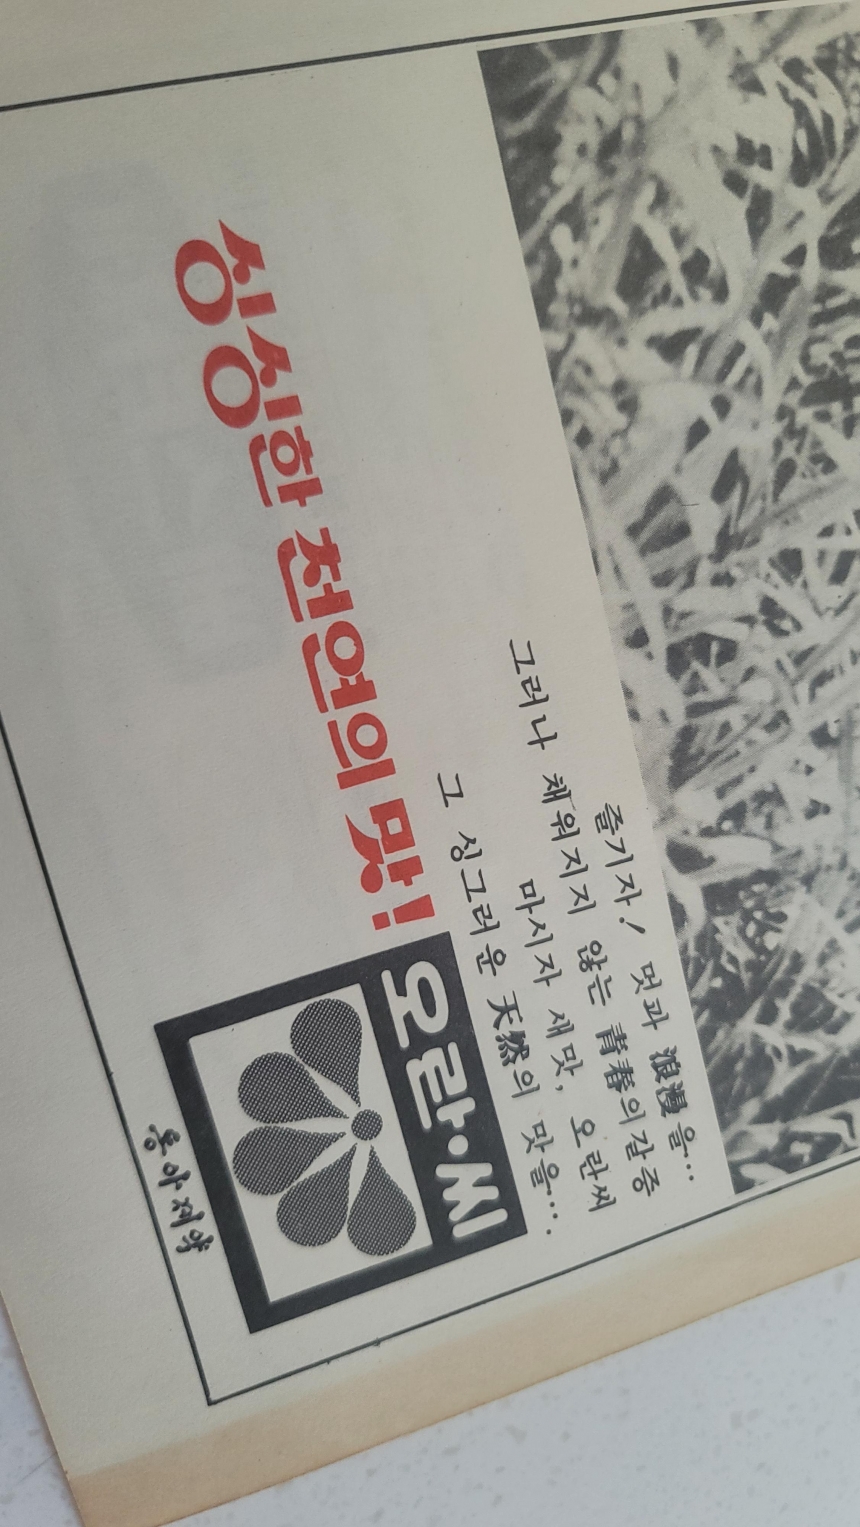 즐기자! 멋과 浪漫을…
그러나 채워지지 않는 青春의 갈증
마시자 새맛, 오란씨
그 싱그러운 天然의 맛을….
싱싱한 천연의 맛!
오란·씨
동아제약